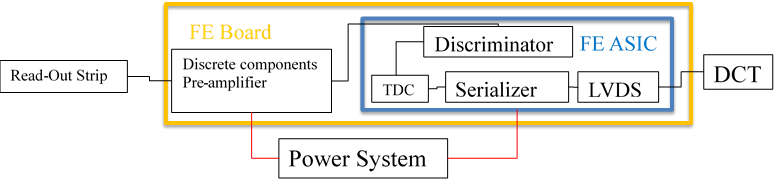 FE Board
FE ASIC
Discriminator
Read-Out Strip
Discrete components
Pre-amplifier
TDC
Serializer
LVDS
DCT
Power System